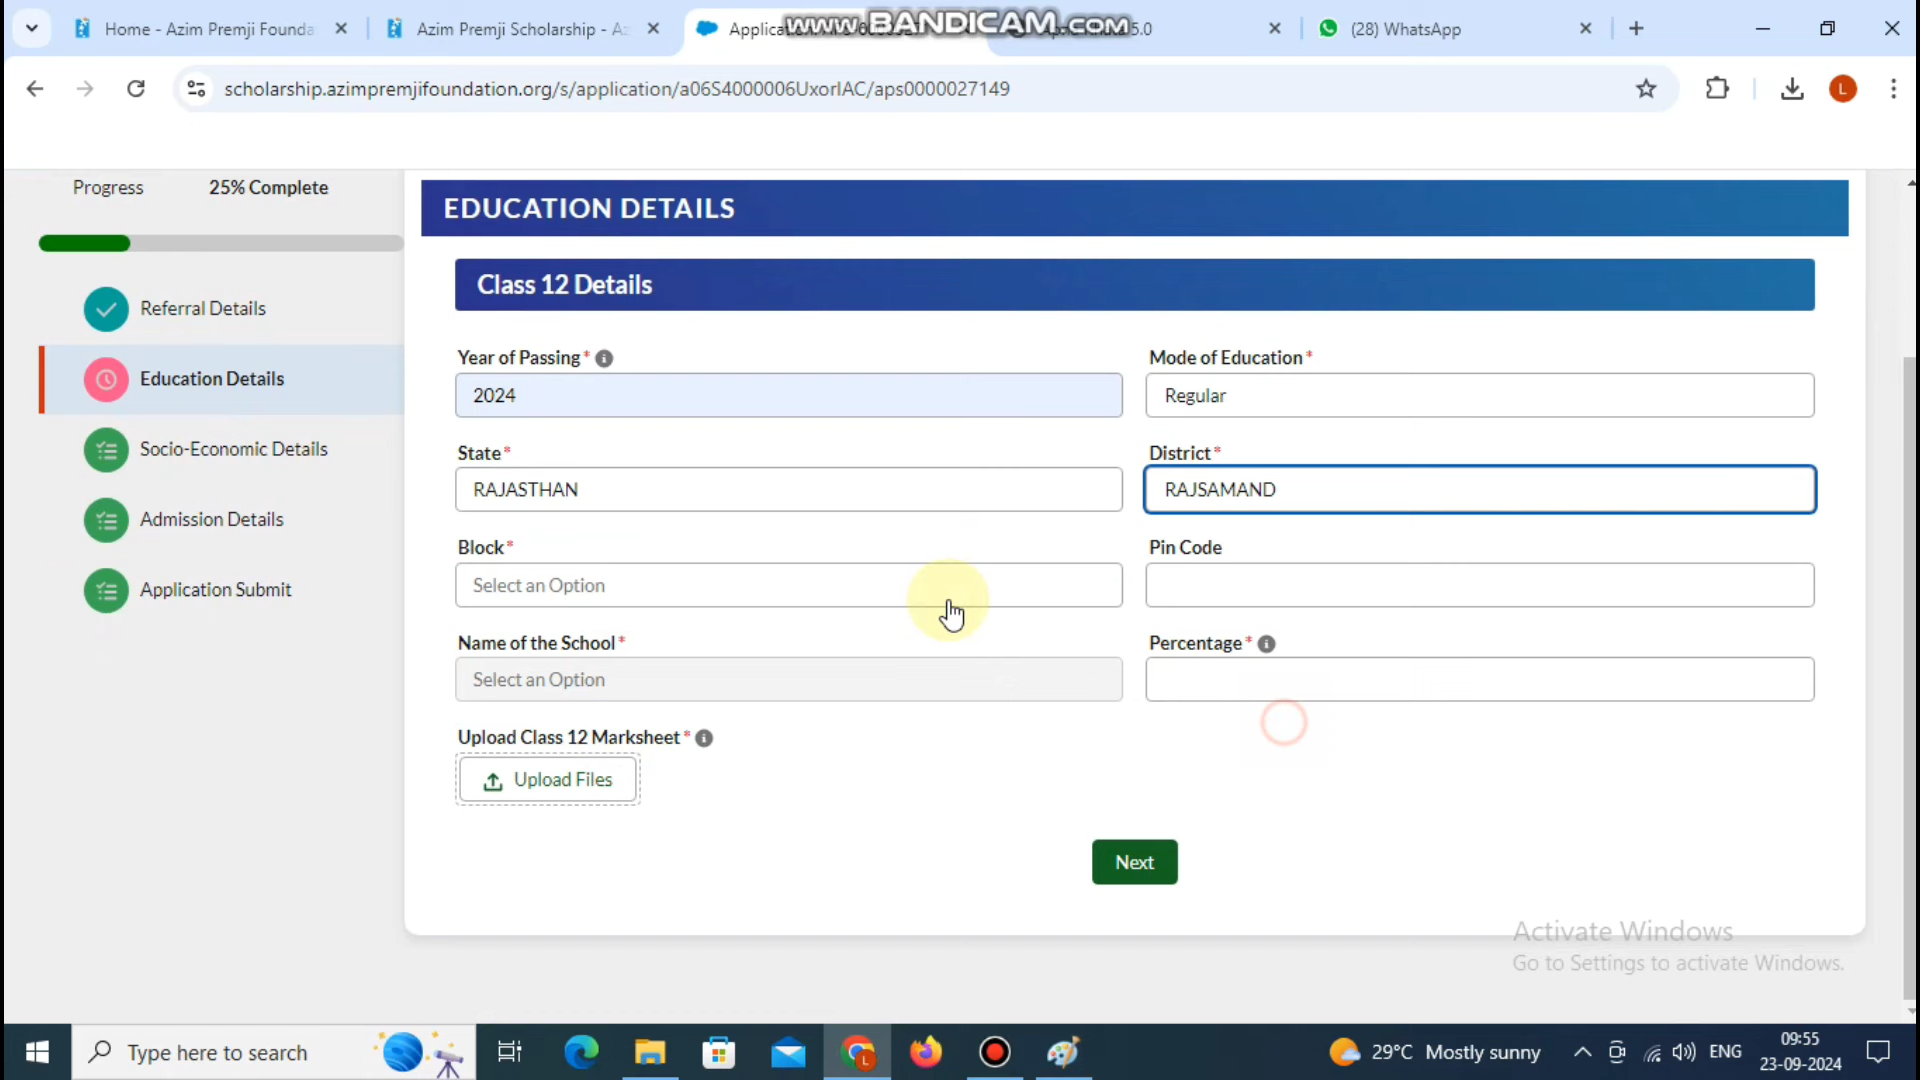 Home - Azim Premji Founda
Azim Premji Scholarship - Az
Applicat
5.0
(28) WhatsApp
www.BANDICAM.com
scholarship.azimpremjifoundation.org/s/application/a06S4000006UxorIAC/aps0000027149
L
Progress 25% Complete
Referral Details
Education Details
Socio-Economic Details
Admission Details
Application Submit
EDUCATION DETAILS
Class 12 Details
Year of Passing*
2024
Mode of Education*
Regular
State*
RAJASTHAN
District*
RAJSAMAND
Block*
Select an Option
Pin Code
Name of the School*
Select an Option
Percentage*
Upload Class 12 Marksheet*
Upload Files
Next
Activate Windows
Go to Settings to activate Windows.
Type here to search
L
29°C Mostly sunny
ENG
09:55
23-09-2024